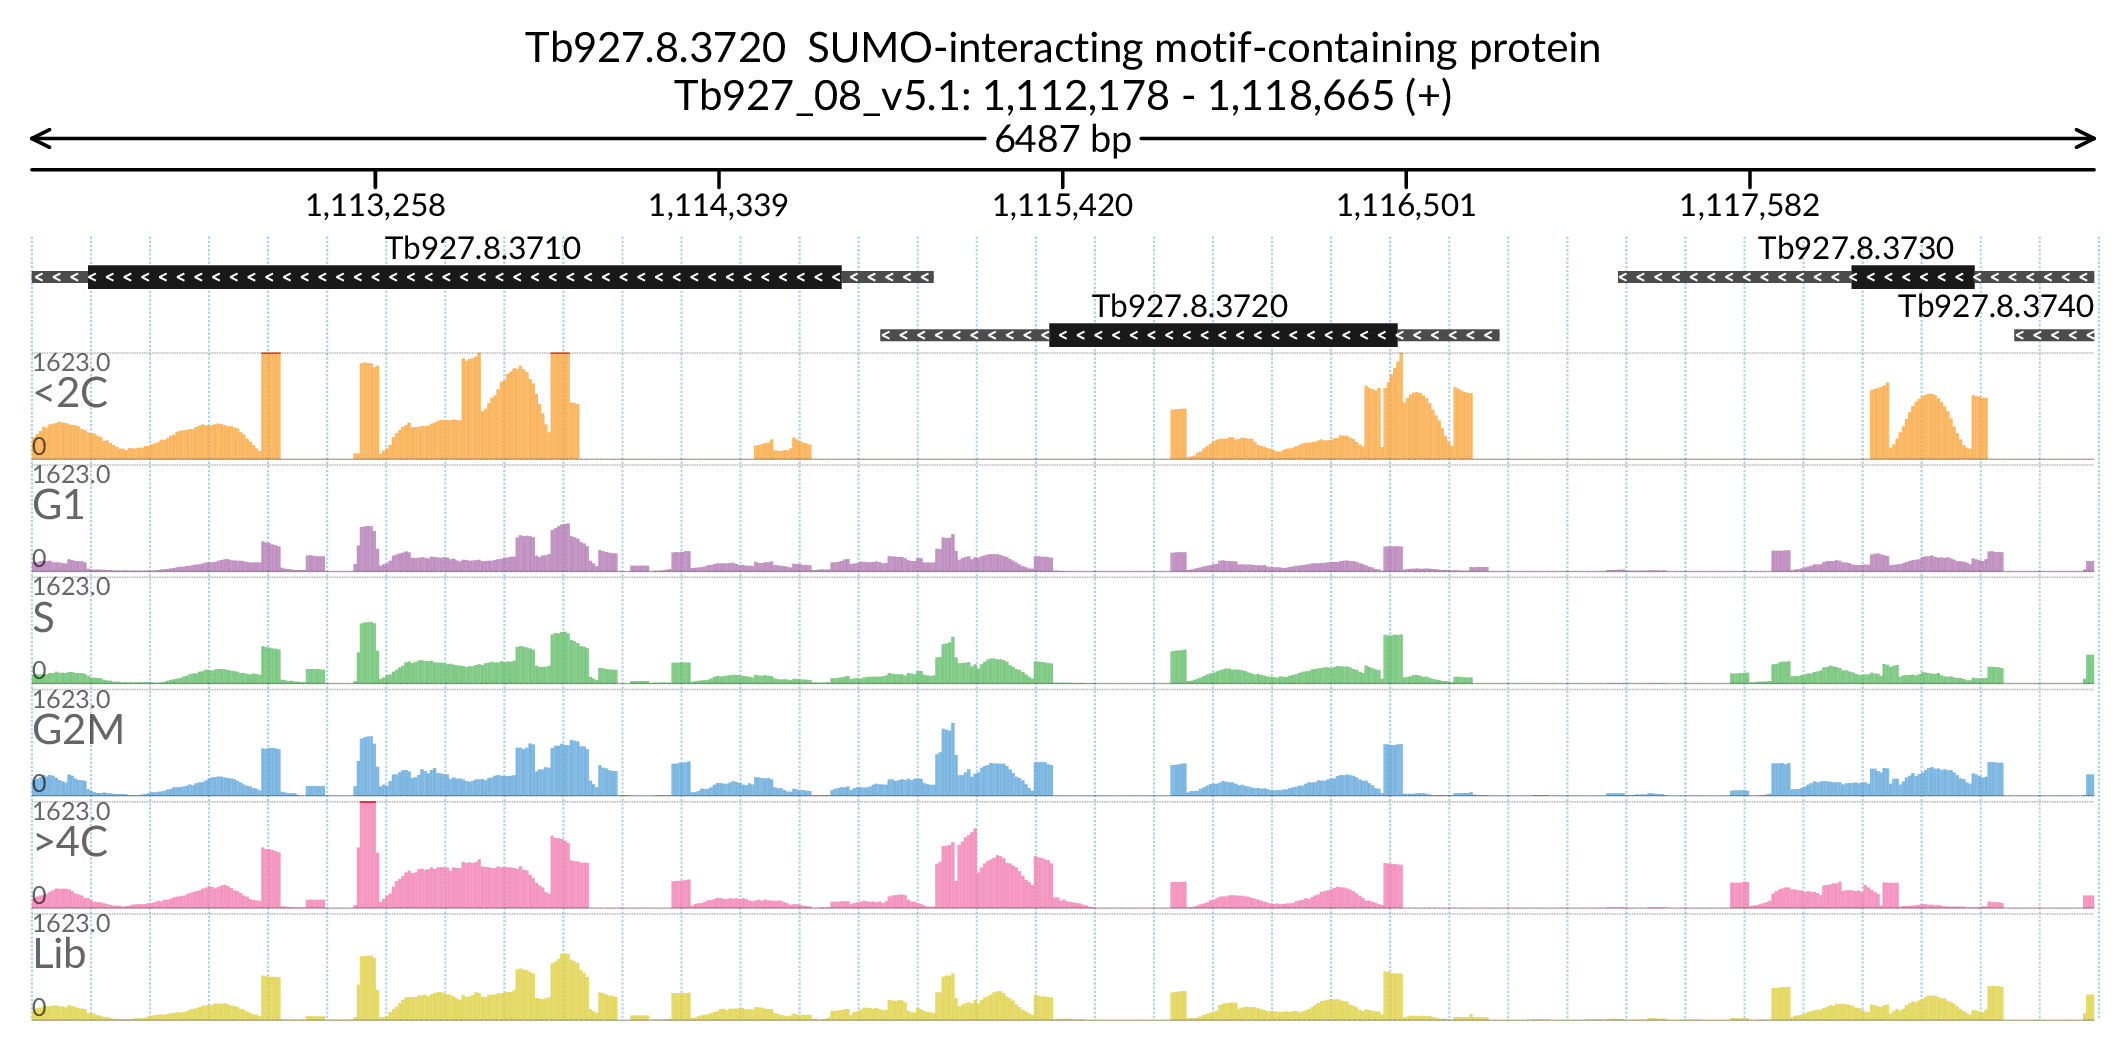 Tb927.8.3720  SUMO-interacting motif-containing protein
Tb927_08_v5.1: 1,112,178 - 1,118,665 (+)
6487 bp
1,113,258 1,114,339 1,115,420 1,116,501 1,117,582
Tb927.8.3710 Tb927.8.3730
Tb927.8.3720 Tb927.8.3740
1623.0
<2C
0
1623.0
G1
0
1623.0
S
0
1623.0
G2M
0
1623.0
>4C
0
1623.0
Lib
0